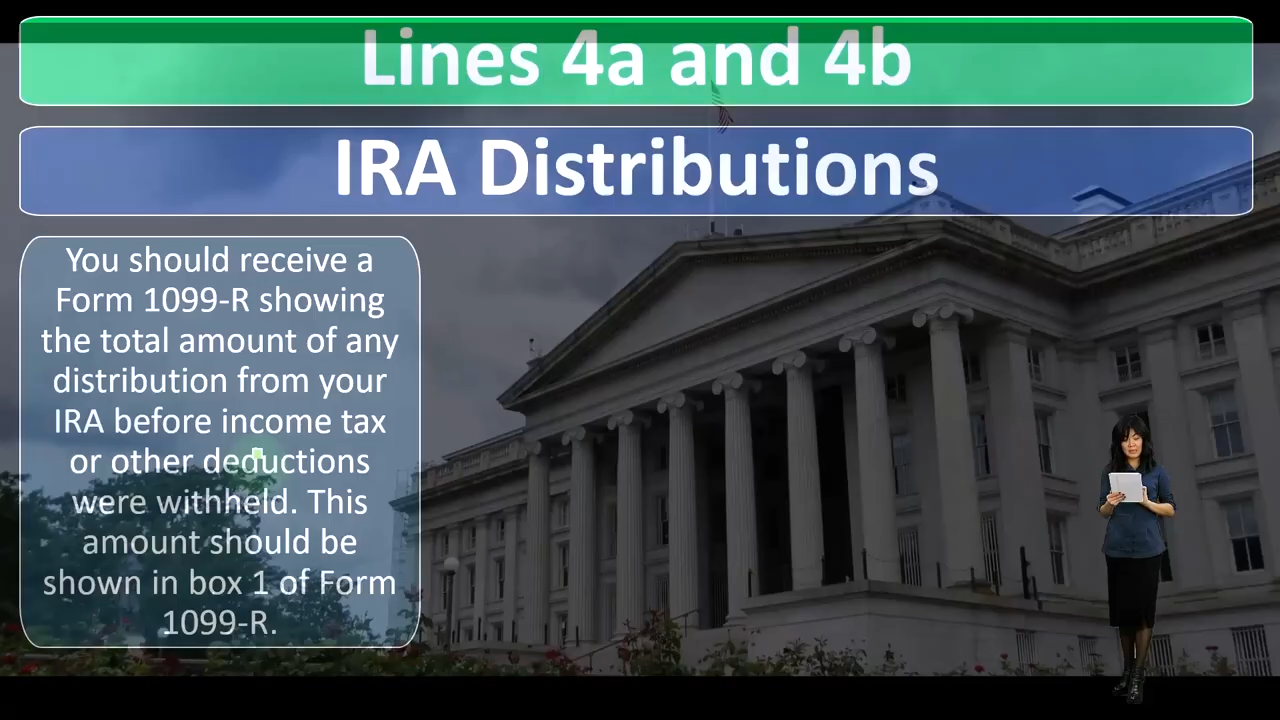 Lines 4a and 4b
IRA Distributions
You should receive a
Form 1099-R showing
the total amount of any
distribution from your
IRA before income tax
or other deductions
were withheld. This
amount should be
shown in box 1 of Form
1099-R.